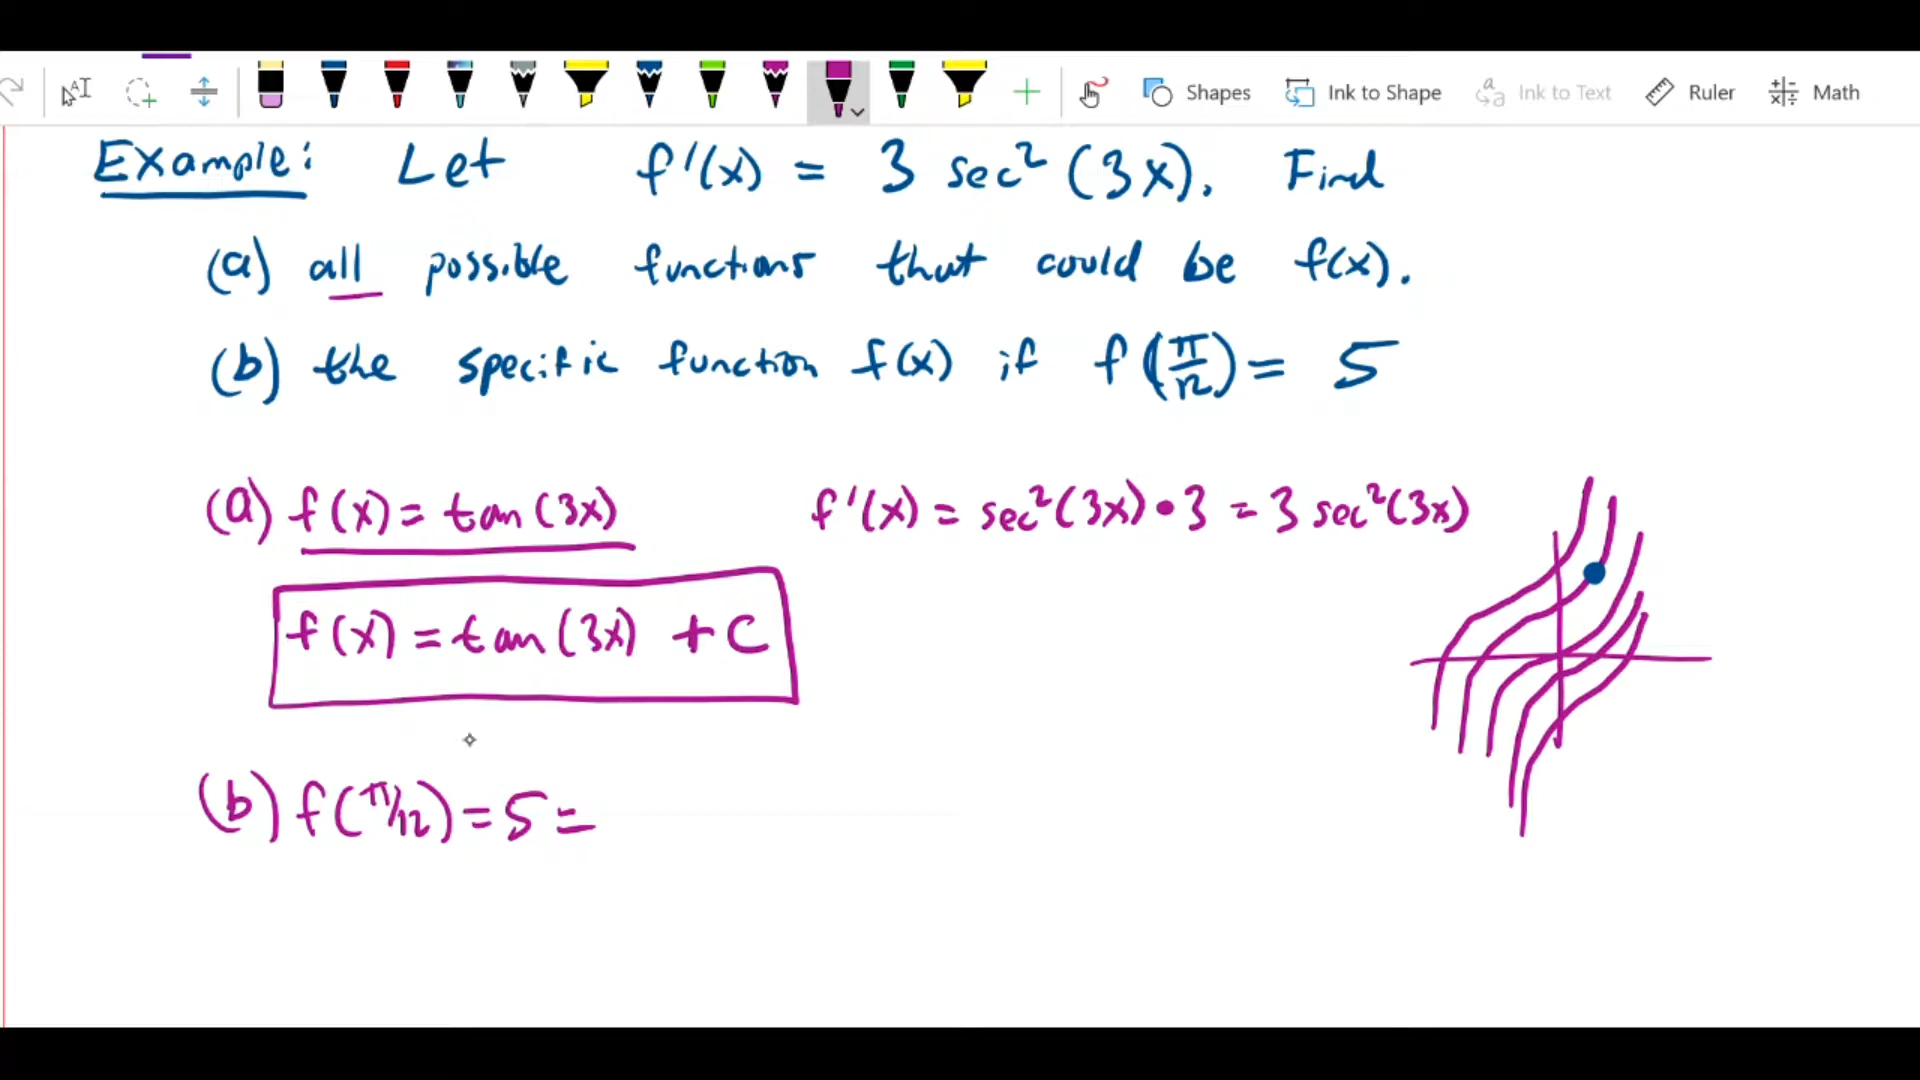 Shapes Ink to Shape Ink to Text Ruler Math
Example: Let f'(x) = 3 sec²(3x). Find
(a) all possible functions that could be f(x).
(b) the specific function f(x) if f(π/12) = 5
(a) f(x) = tan(3x) f'(x) = sec²(3x)•3 = 3 sec²(3x)
f(x) = tan(3x) + C
(b) f(π/12) = 5 =